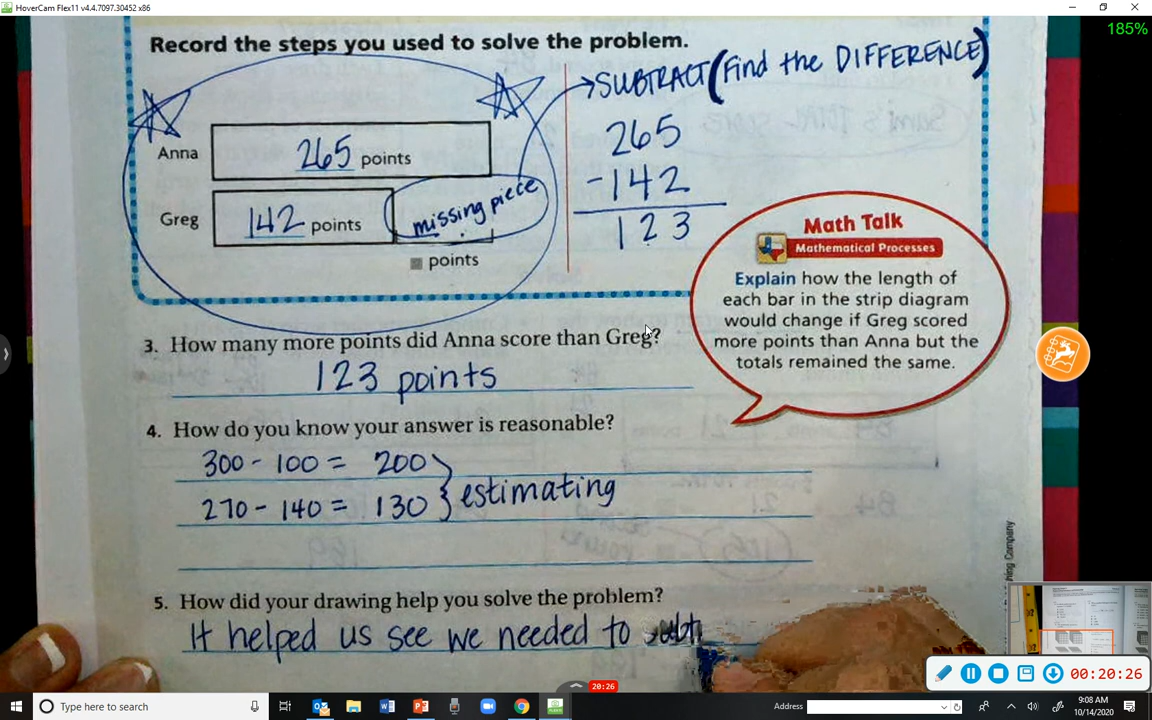 HoverCam Flex11 v4.4.7097.30452 x86
185%
Record the steps you used to solve the problem.
→SUBTRACT (Find the DIFFERENCE)
Anna 265 points
Greg 142 points missing piece
points
265
-142
123
Math Talk
Mathematical Processes
Explain how the length of
each bar in the strip diagram
would change if Greg scored
more points than Anna but the
totals remained the same.
3. How many more points did Anna score than Greg?
123 points
4. How do you know your answer is reasonable?
300 - 100 = 200
270 - 140 = 130
estimating
5. How did your drawing help you solve the problem?
It helped us see we needed to subt
00:20:26
20:26
Type here to search
Address
9:08 AM
10/14/2020